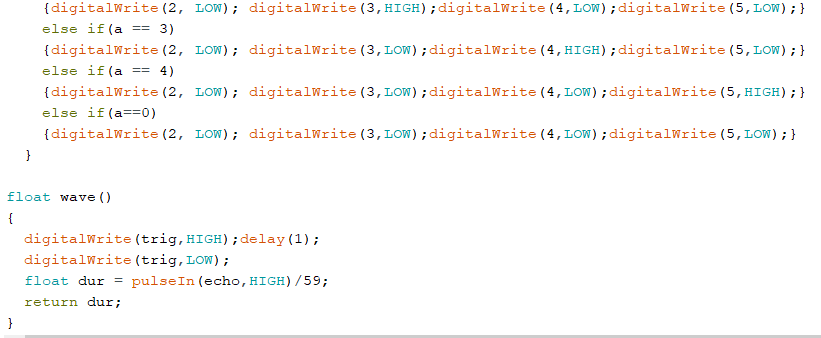 {digitalWrite(2, LOW); digitalWrite(3,HIGH);digitalWrite(4,LOW);digitalWrite(5,LOW);}
else if(a == 3)
{digitalWrite(2, LOW); digitalWrite(3,LOW);digitalWrite(4,HIGH);digitalWrite(5,LOW);}
else if(a == 4)
{digitalWrite(2, LOW); digitalWrite(3,LOW);digitalWrite(4,LOW);digitalWrite(5,HIGH);}
else if(a==0)
{digitalWrite(2, LOW); digitalWrite(3,LOW);digitalWrite(4,LOW);digitalWrite(5,LOW);}
}
float wave()
{
digitalWrite(trig,HIGH);delay(1);
digitalWrite(trig,LOW);
float dur = pulseIn(echo,HIGH)/59;
return dur;
}